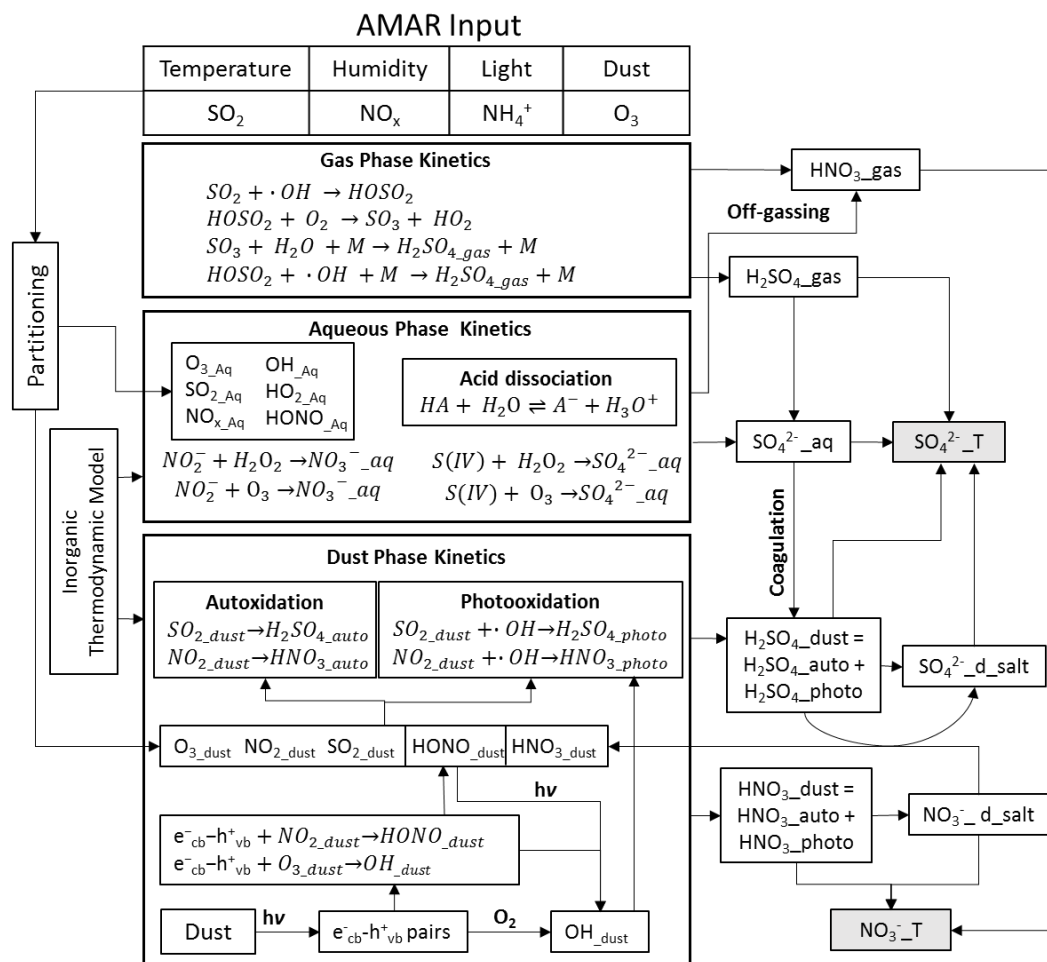 AMAR Input
Temperature Humidity Light Dust
SO₂ NOₓ NH₄⁺ O₃
Gas Phase Kinetics
SO₂ + · OH → HOSO₂
HOSO₂ + O₂ → SO₃ + HO₂
SO₃ + H₂O + M → H₂SO₄_gas + M
HOSO₂ + · OH + M → H₂SO₄_gas + M
HNO₃_gas
Off-gassing
H₂SO₄_gas
Partitioning
Aqueous Phase Kinetics
O₃_Aq OH_Aq
SO₂_Aq HO₂_Aq
NOₓ_Aq HONO_Aq
Acid dissociation
HA + H₂O ⇌ A⁻ + H₃O⁺
NO₂⁻ + H₂O₂ →NO₃⁻_aq
NO₂⁻ + O₃ →NO₃⁻_aq
S(IV) + H₂O₂ →SO₄²⁻_aq
S(IV) + O₃ →SO₄²⁻_aq
SO₄²⁻_aq
SO₄²⁻_T
Coagulation
Inorganic
Thermodynamic Model
Dust Phase Kinetics
Autoxidation
SO₂_dust→H₂SO₄_auto
NO₂_dust→HNO₃_auto
Photooxidation
SO₂_dust +· OH→H₂SO₄_photo
NO₂_dust +· OH→HNO₃_photo
H₂SO₄_dust =
H₂SO₄_auto +
H₂SO₄_photo
SO₄²⁻_d_salt
O₃_dust NO₂_dust SO₂_dust HONO_dust HNO₃_dust
hν
e⁻cb–h⁺vb + NO₂_dust→HONO_dust
e⁻cb–h⁺vb + O₃_dust→OH_dust
HNO₃_dust =
HNO₃_auto +
HNO₃_photo
NO₃⁻_ d_salt
Dust
hν
e⁻cb-h⁺vb pairs
O₂
OH_dust
NO₃⁻_T